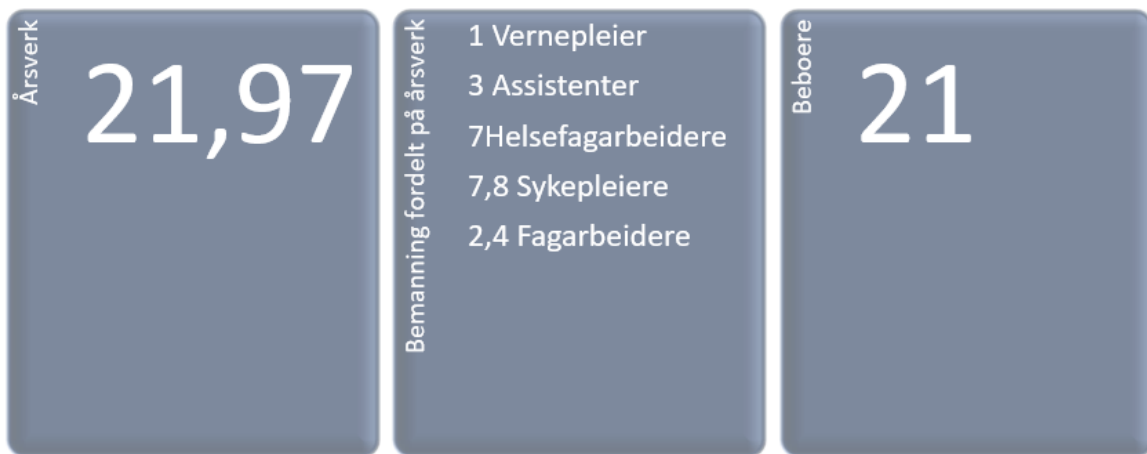 Årsverk
21,97
Bemanning fordelt på årsverk
1 Vernepleier
3 Assistenter
7Helsefagarbeidere
7,8 Sykepleiere
2,4 Fagarbeidere
Beboere
21